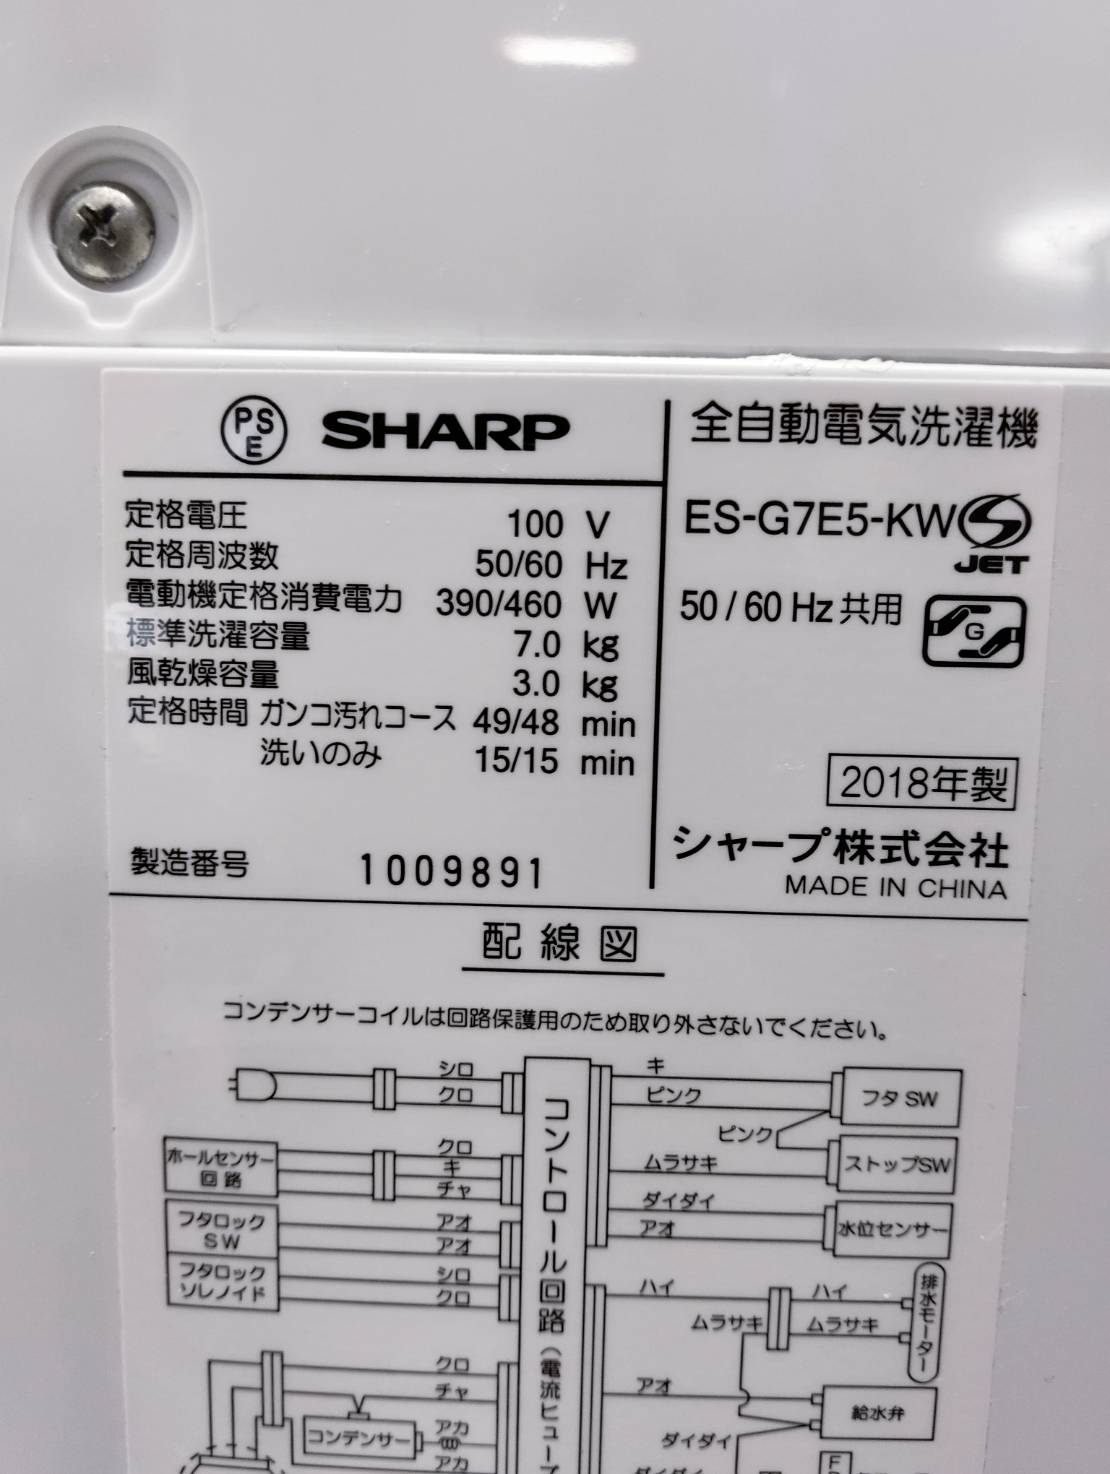 PS
E
SHARP
定格電圧 100 V
定格周波数 50/60 Hz
電動機定格消費電力 390/460 W
標準洗濯容量 7.0 kg
風乾燥容量 3.0 kg
定格時間 ガンコ汚れコース 49/48 min
洗いのみ 15/15 min
製造番号 1009891
全自動電気洗濯機
ES-G7E5-KW
JET
50/60 Hz共用
G
2018年製
シャープ株式会社
MADE IN CHINA
配線図
コンデンサーコイルは回路保護用のため取り外さないでください。
シロ
クロ
ホールセンサー
回路
クロ
キ
チャ
フタロック
SW
アオ
アオ
フタロック
ソレノイド
シロ
クロ
クロ
チャ
コンデンサー
アカ
アカ
コントロール回路(電流ヒューズ
キ
ピンク
フタ SW
ピンク
ムラサキ
ストップSW
ダイダイ
アオ
水位センサー
ハイ
ハイ
ムラサキ
ムラサキ
排水モーター
アオ
給水弁
ダイダイ
ダイダイ
F